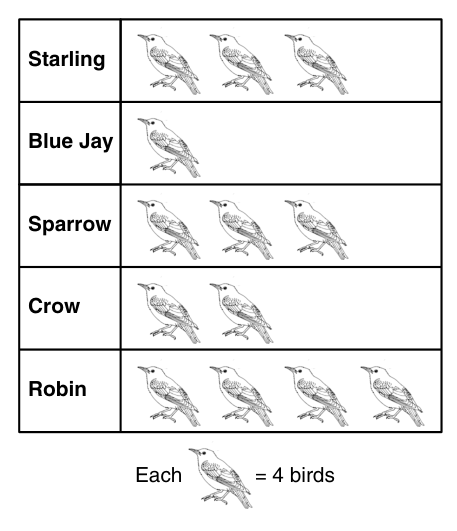 Starling
Blue Jay
Sparrow
Crow
Robin
Each = 4 birds